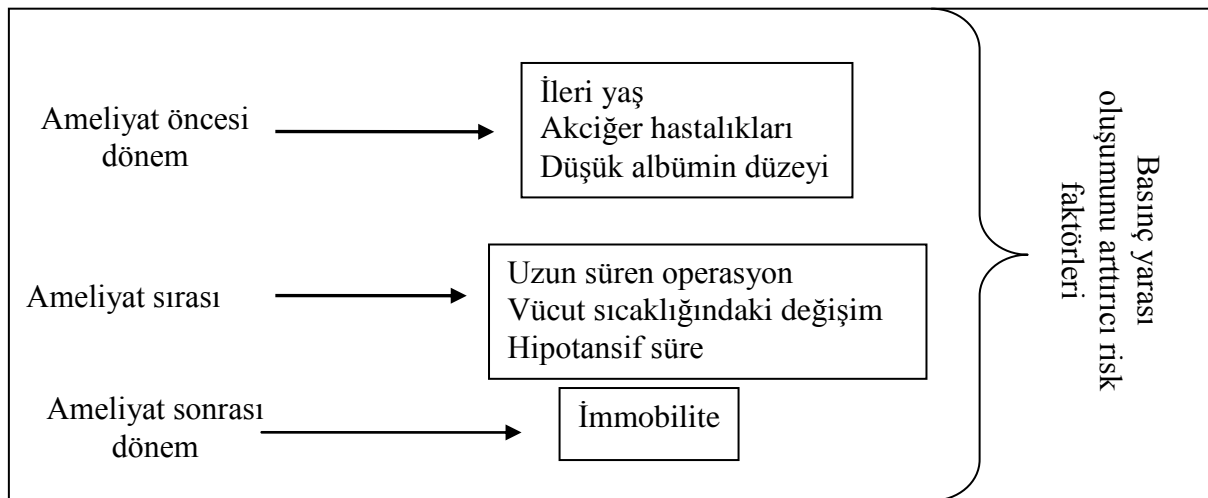 Ameliyat öncesi
dönem
İleri yaş
Akciğer hastalıkları
Düşük albümin düzeyi
Ameliyat sırası
Uzun süren operasyon
Vücut sıcaklığındaki değişim
Hipotansif süre
Ameliyat sonrası
dönem
İmmobilite
Basınç yarası
oluşumunu arttırıcı risk
faktörleri